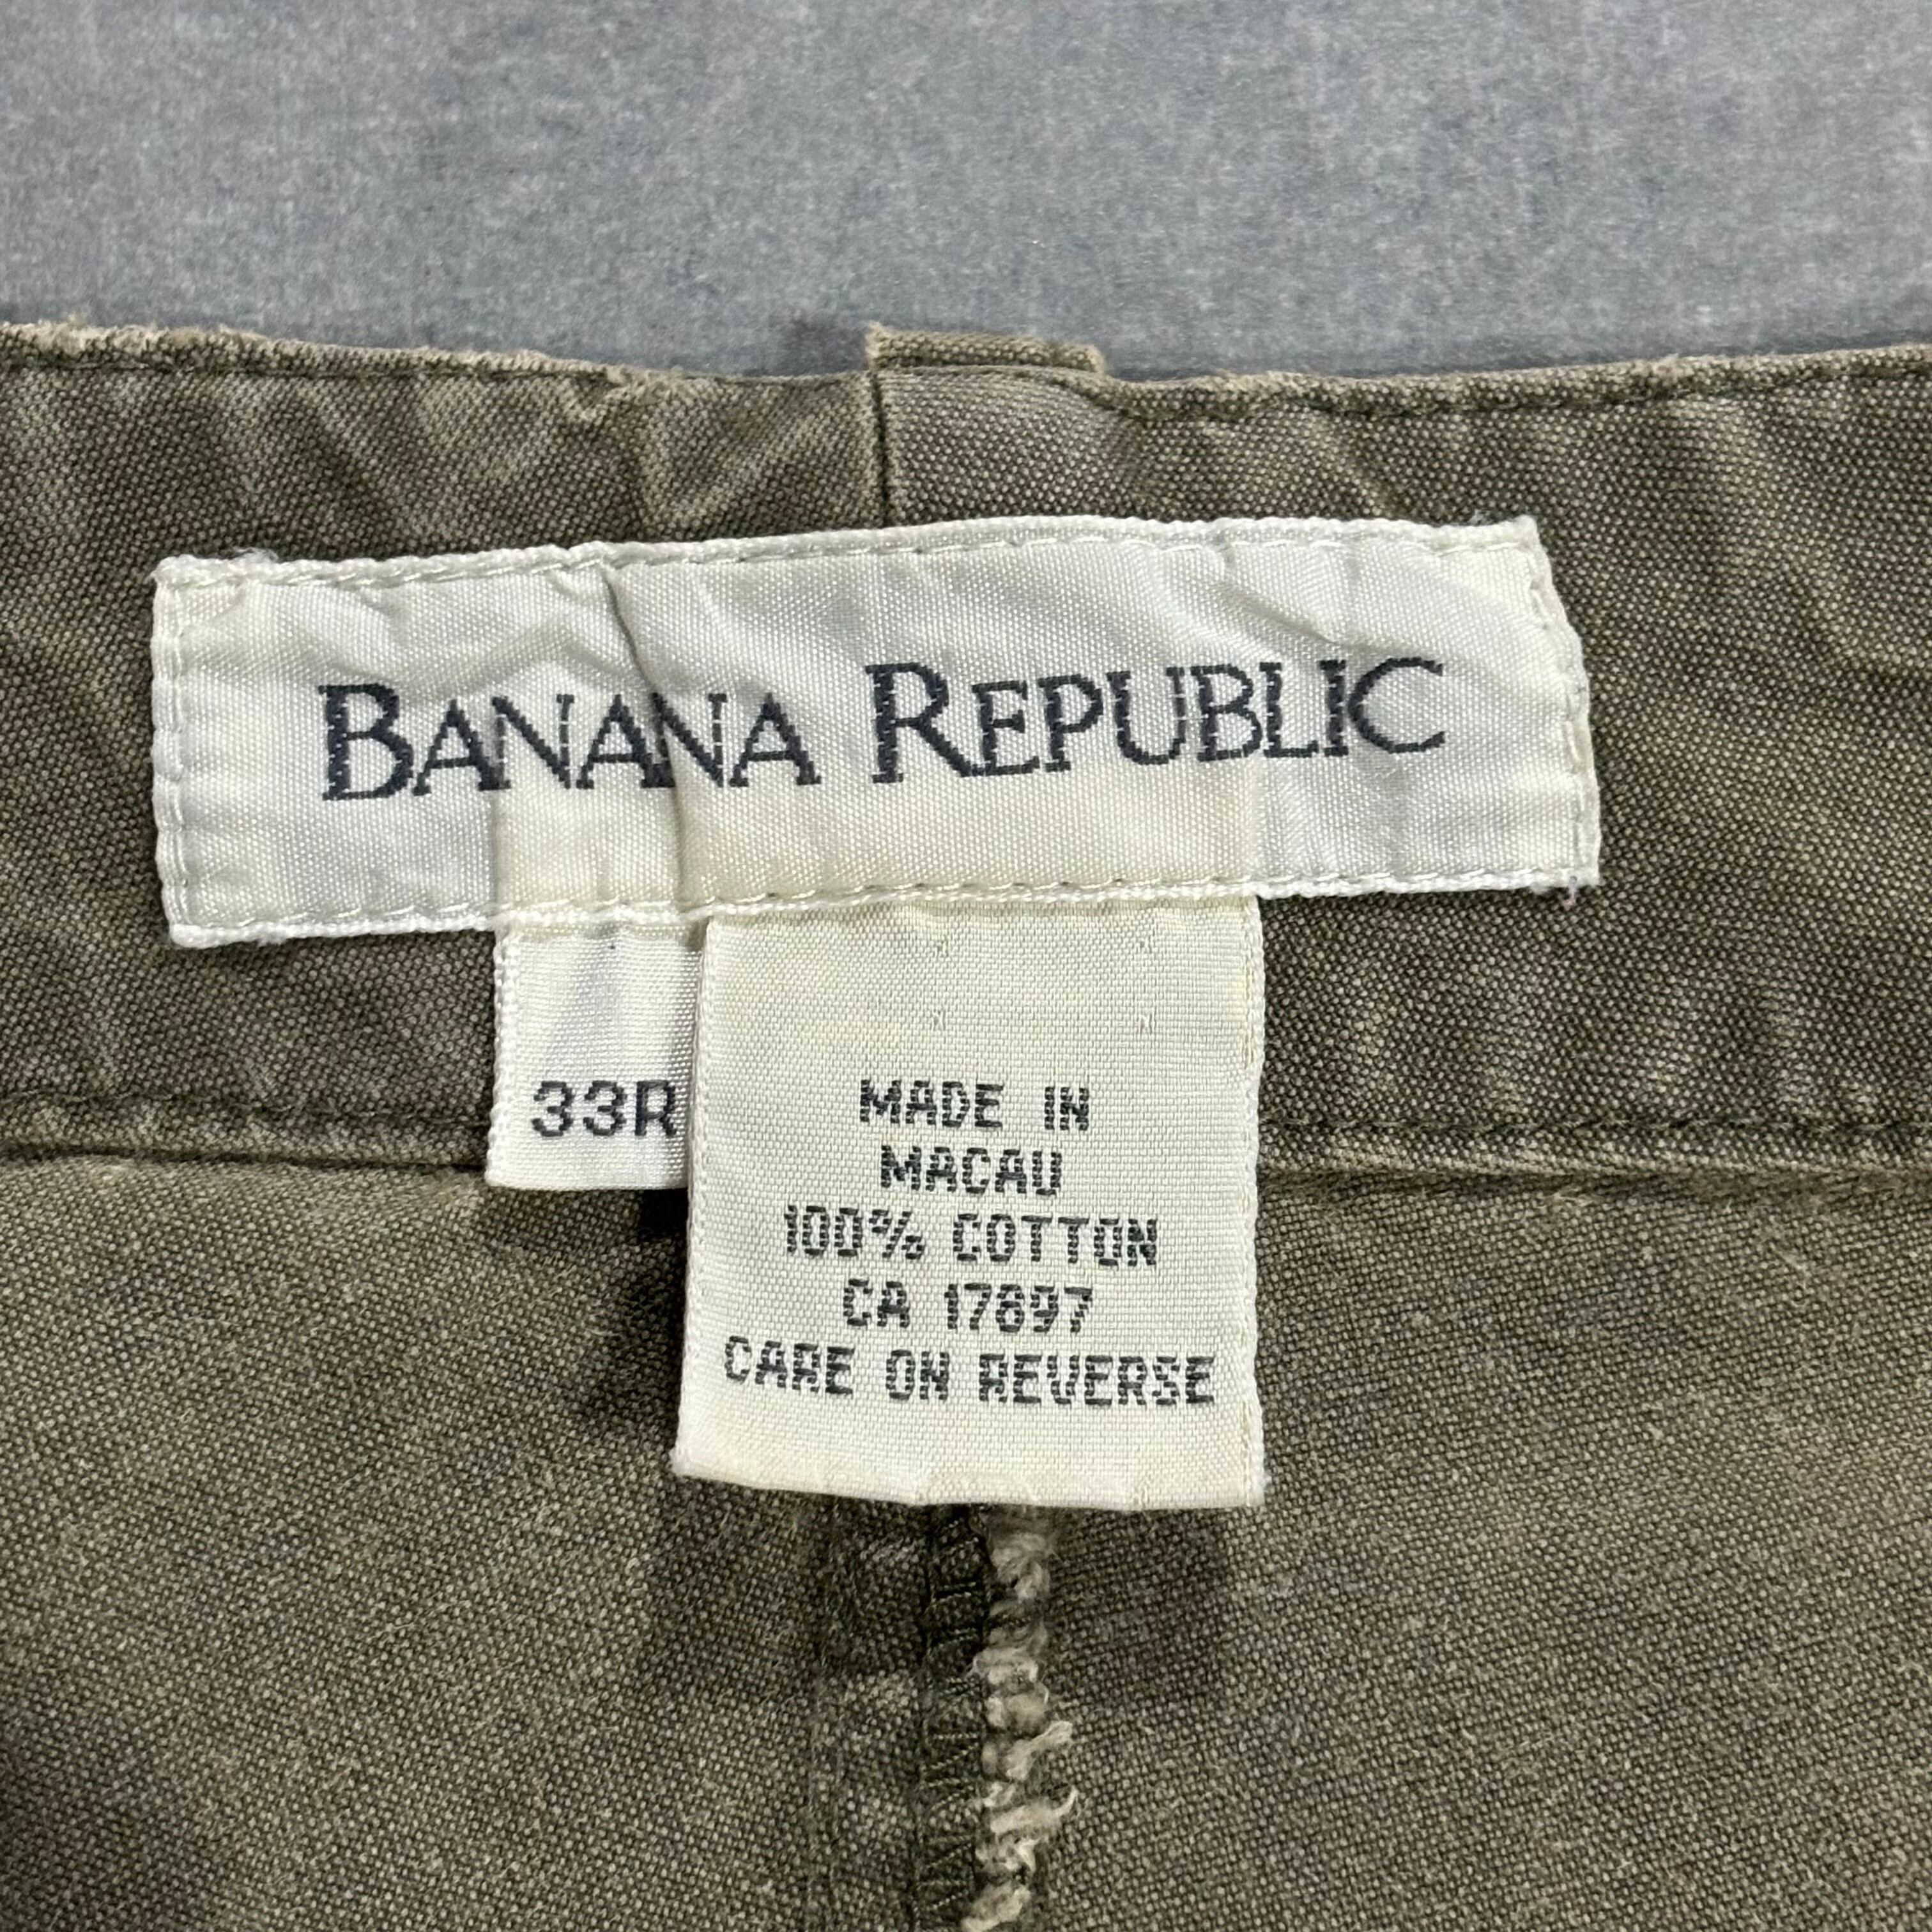 BANANA REPUBLIC
33R
MADE IN
MACAU
100% COTTON
CA 17897
CARE ON REVERSE